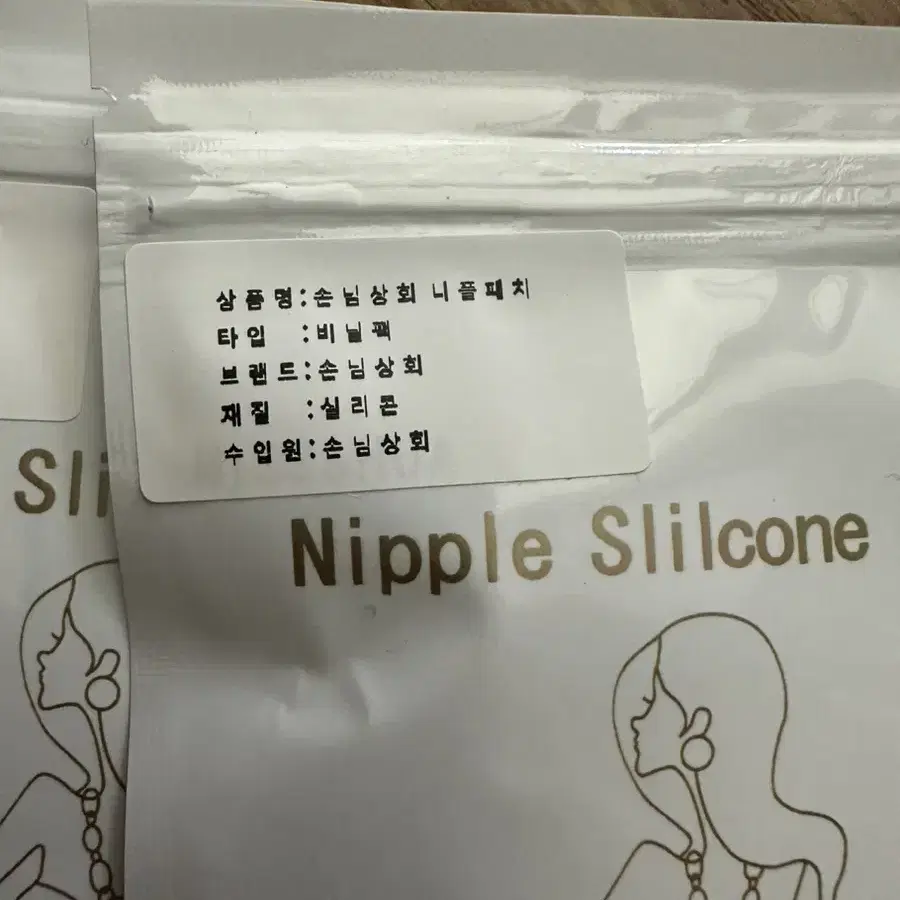 상품명:손님상회 니플패치
타입 :비닐팩
브랜드:손님상회
재질 :실리콘
수입원:손님상회
Sli
Nipple Slilcone